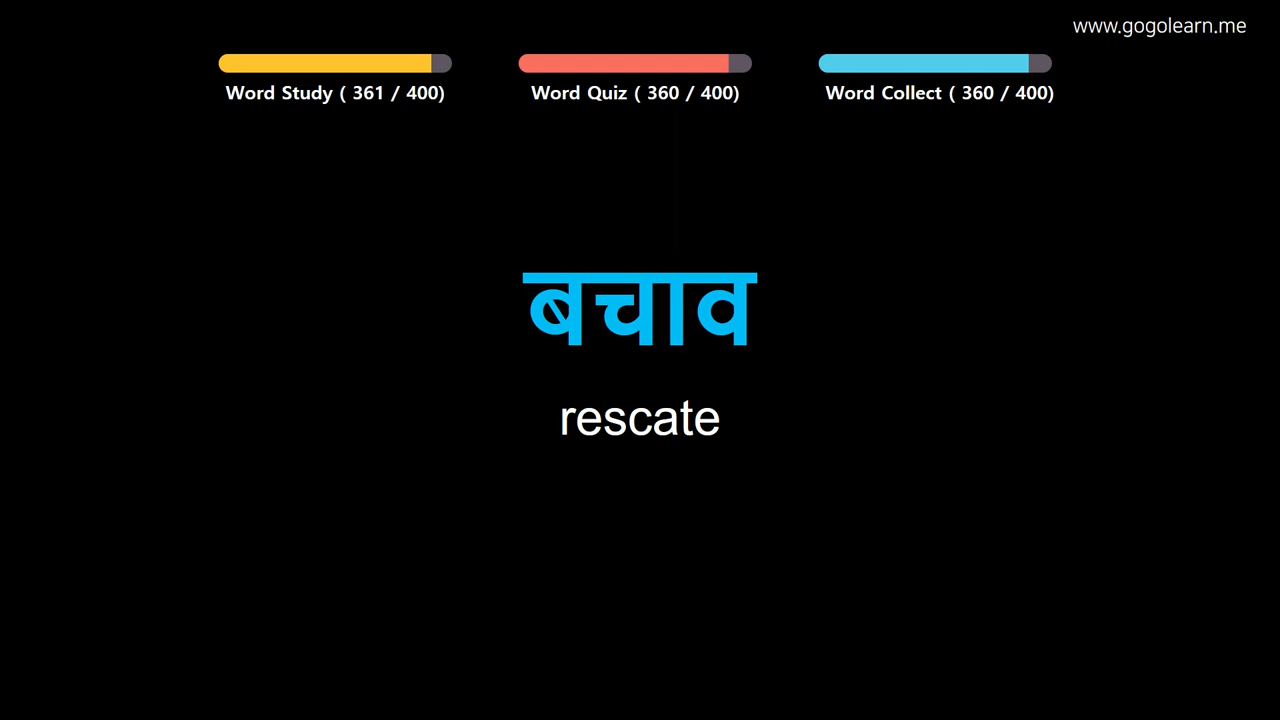 www.gogolearn.me
Word Study ( 361 / 400)
Word Quiz ( 360 / 400)
Word Collect ( 360 / 400)
बचाव
rescate